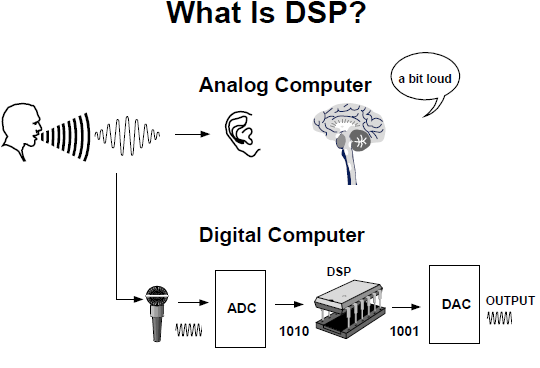 What Is DSP?
Analog Computer
a bit loud
Digital Computer
DSP
ADC
DAC
OUTPUT
1010
1001